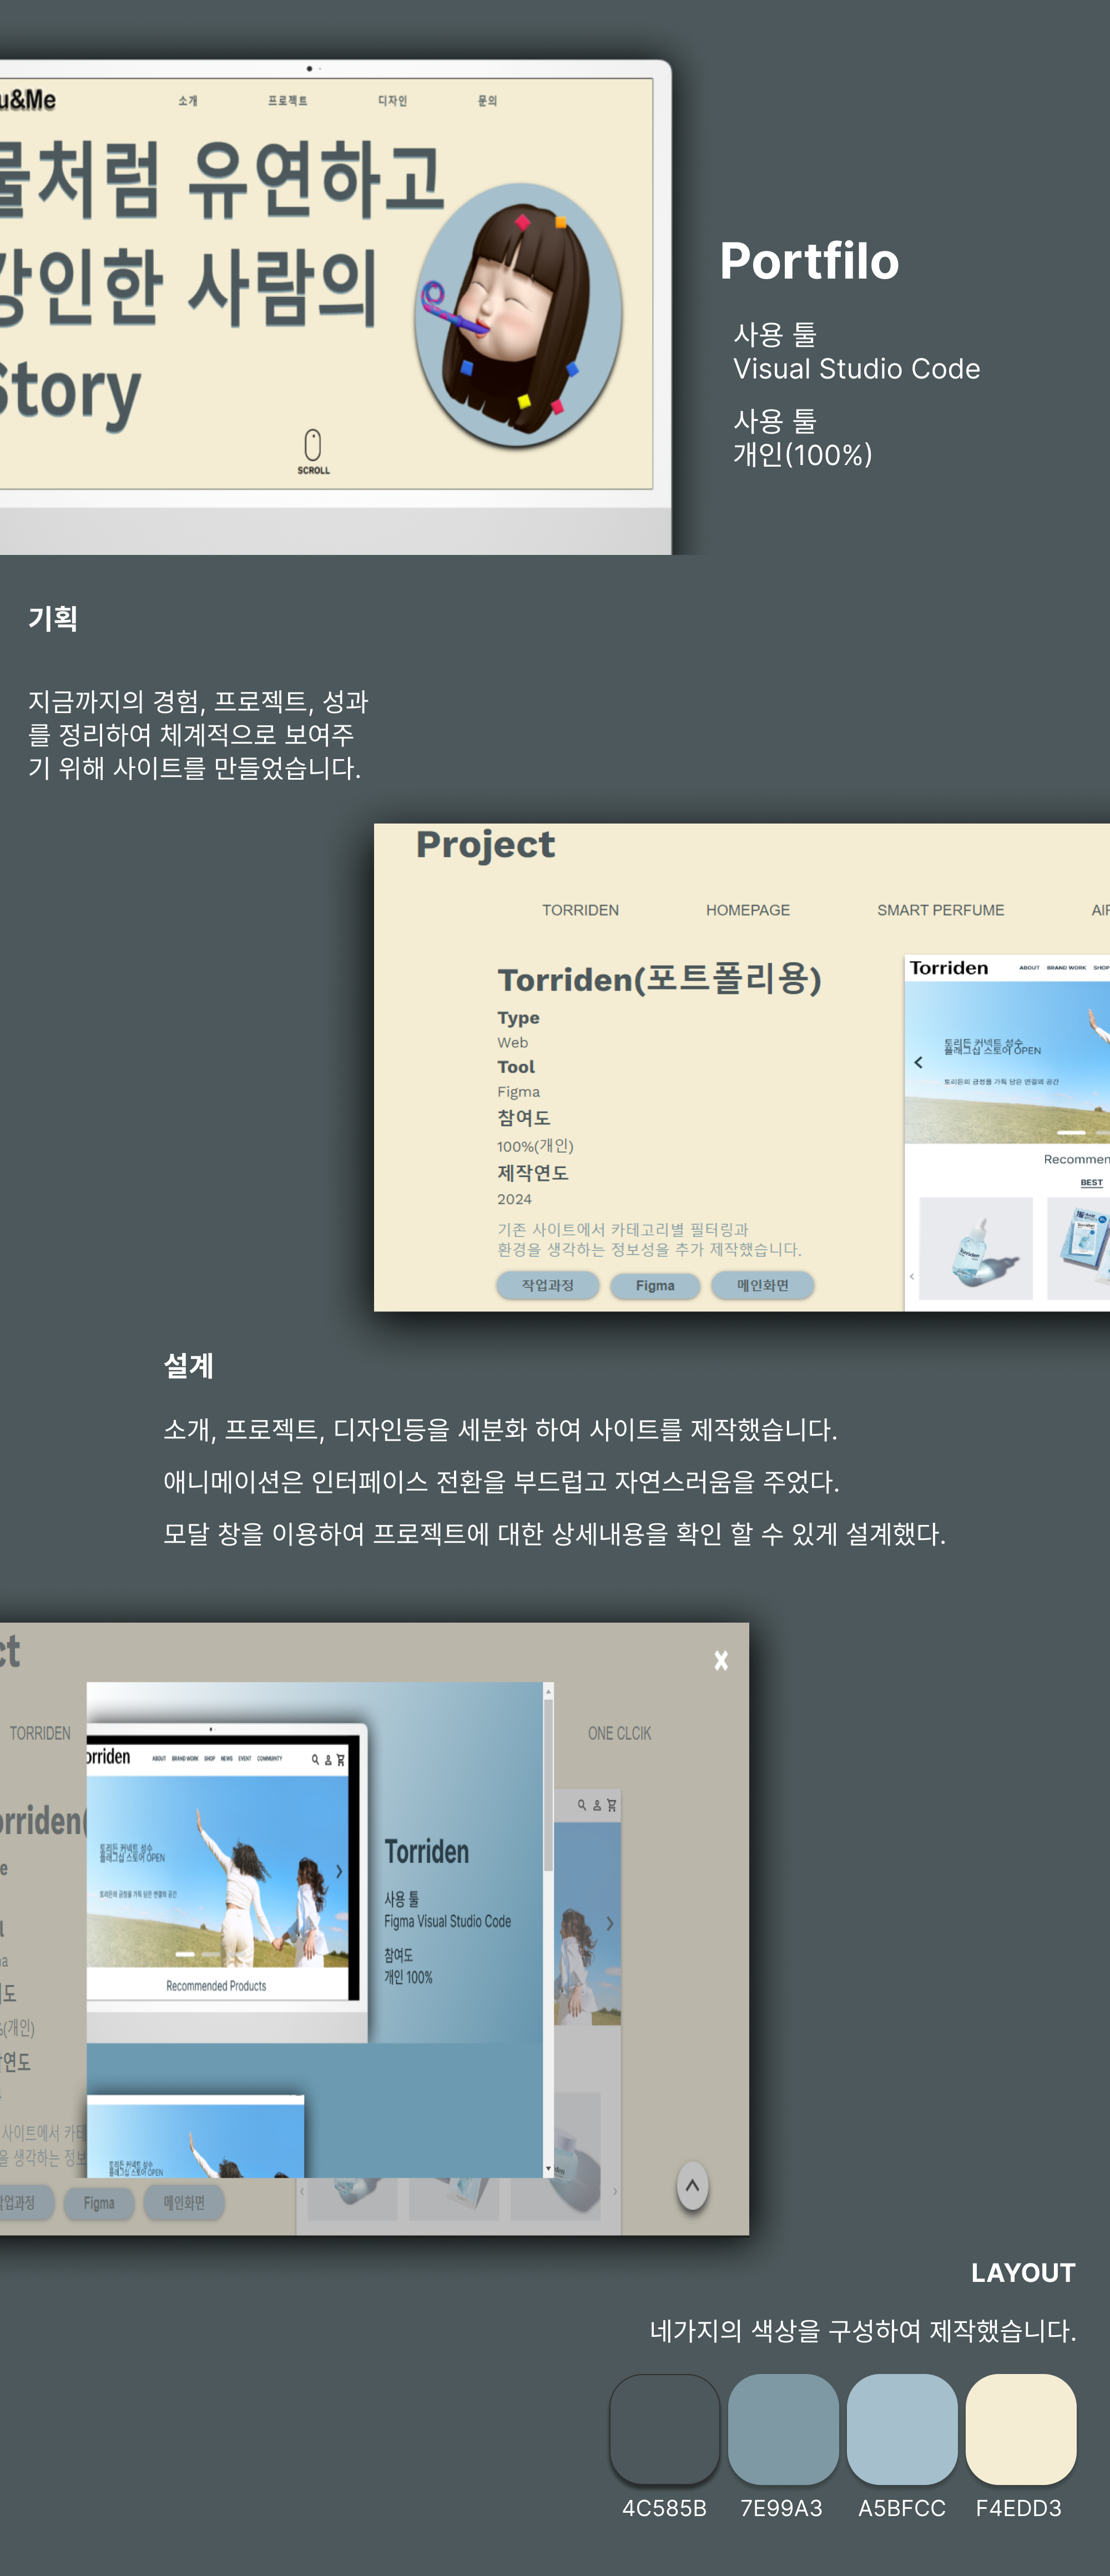 u&Me
소개 프로젝트 디자인 문의
물처럼 유연하고
강인한 사람의
Story
SCROLL
Portfilo
사용 툴
Visual Studio Code
사용 툴
개인(100%)
기획
지금까지의 경험, 프로젝트, 성과
를 정리하여 체계적으로 보여주
기 위해 사이트를 만들었습니다.
Project
TORRIDEN HOMEPAGE SMART PERFUME AIR
Torriden(포트폴리용)
Type
Web
Tool
Figma
참여도
100%(개인)
제작연도
2024
기존 사이트에서 카테고리별 필터링과
환경을 생각하는 정보성을 추가 제작했습니다.
작업과정 Figma 메인화면
Torriden ABOUT BRAND WORK SHOP
토리든 커넥트 성수
플래그십 스토어 OPEN
토리든의 긍정을 가득 담은 연결의 공간
Recommen
BEST
설계
소개, 프로젝트, 디자인등을 세분화 하여 사이트를 제작했습니다.
애니메이션은 인터페이스 전환을 부드럽고 자연스러움을 주었다.
모달 창을 이용하여 프로젝트에 대한 상세내용을 확인 할 수 있게 설계했다.
ct
TORRIDEN ONE CLCIK
orriden(
e
l
na
도
(개인)
연도
사이트에서 카테
을 생각하는 정보
작업과정 Figma 메인화면
orriden ABOUT BRAND WORK SHOP NEWS EVENT COMMUNITY
토리든 커넥트 성수
플래그십 스토어 OPEN
토리든의 긍정을 가득 담은 연결의 공간
Recommended Products
Torriden
사용 툴
Figma Visual Studio Code
참여도
개인 100%
토리든 커넥트 성수
플래그십 스토어 OPEN
LAYOUT
네가지의 색상을 구성하여 제작했습니다.
4C585B 7E99A3 A5BFCC F4EDD3